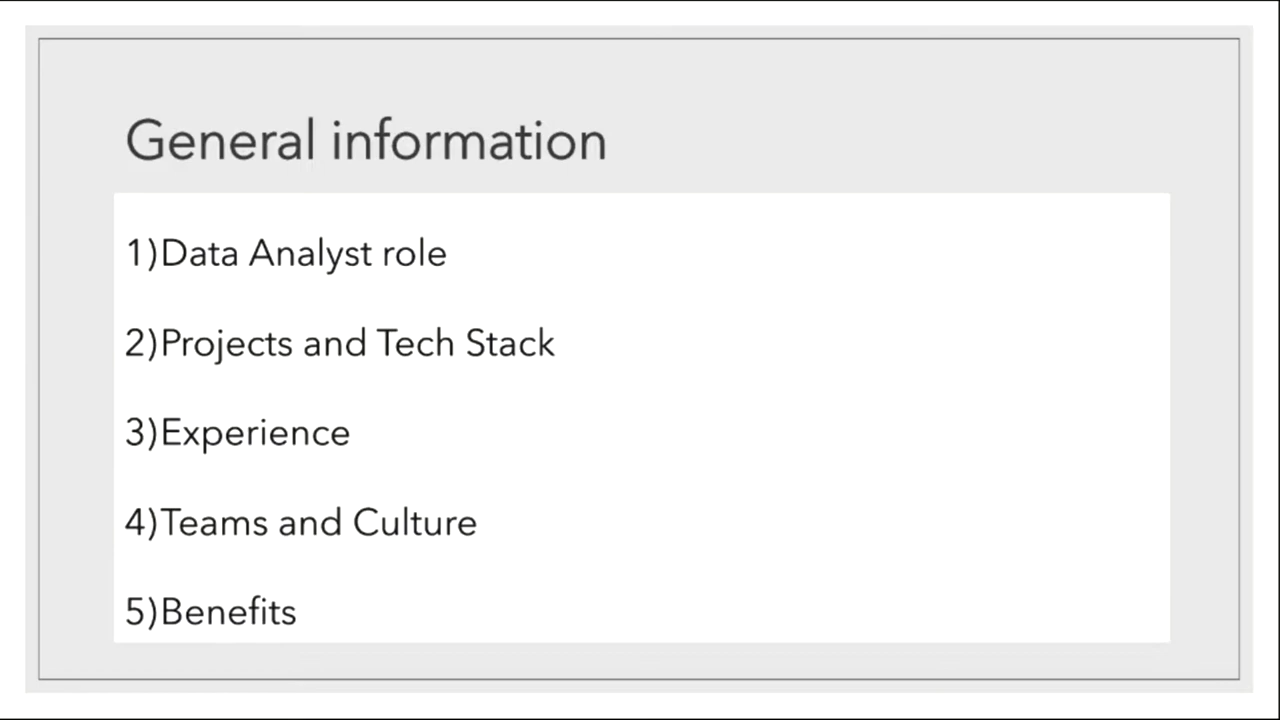 General information
1)Data Analyst role
2)Projects and Tech Stack
3)Experience
4)Teams and Culture
5)Benefits